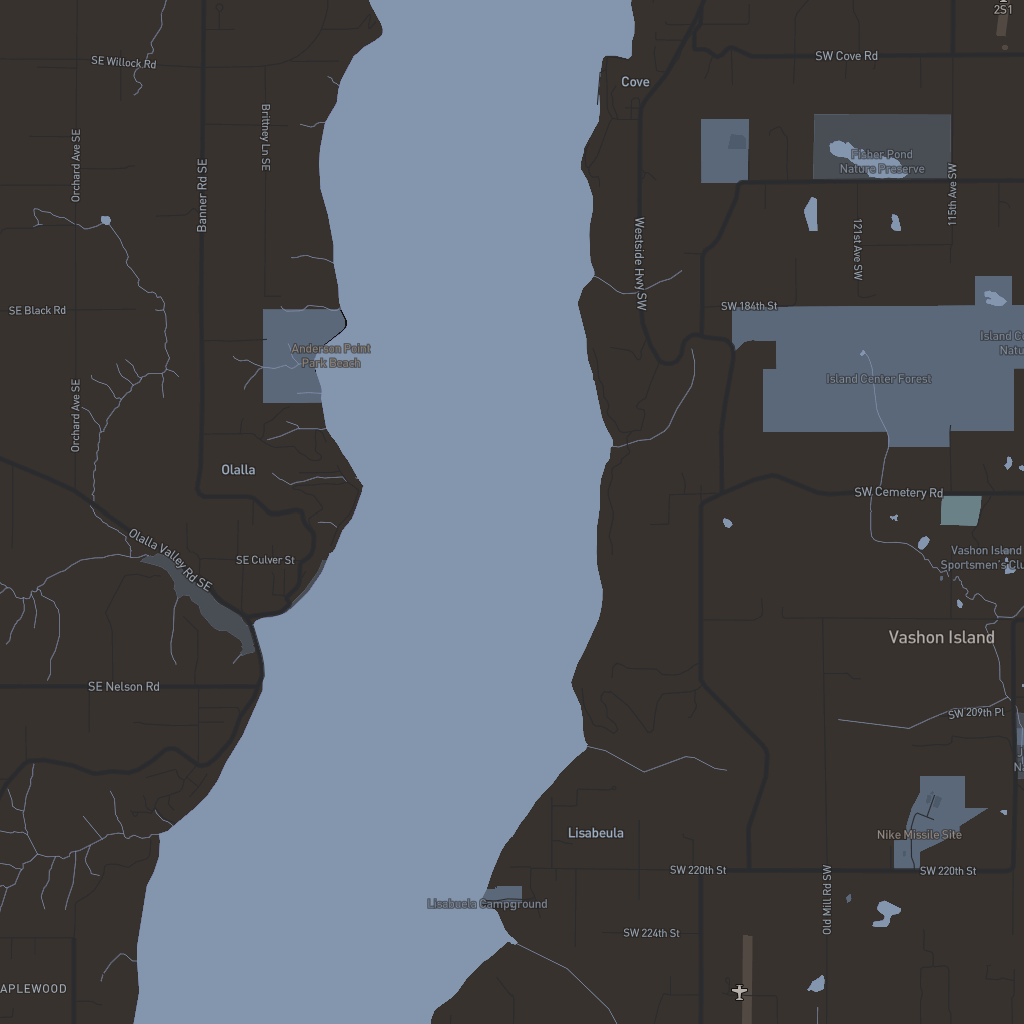 2S1
SE Willock Rd
SW Cove Rd
Cove
Brittney Ln SE
Orchard Ave SE
Banner Rd SE
Fisher Pond
Nature Preserve
115th Ave SW
121st Ave SW
Westside Hwy SW
SE Black Rd
SW 184th St
Anderson Point
Park Beach
Island Ce
Natu
Island Center Forest
Orchard Ave SE
Olalla
SW Cemetery Rd
Olalla Valley Rd SE
SE Culver St
Vashon Island
Sportsmen's Clu
Vashon Island
SE Nelson Rd
SW 209th Pl
J
Na
Lisabeula
Nike Missile Site
SW 220th St
SW 220th St
Old Mill Rd SW
Lisabuela Campground
SW 224th St
APLEWOOD